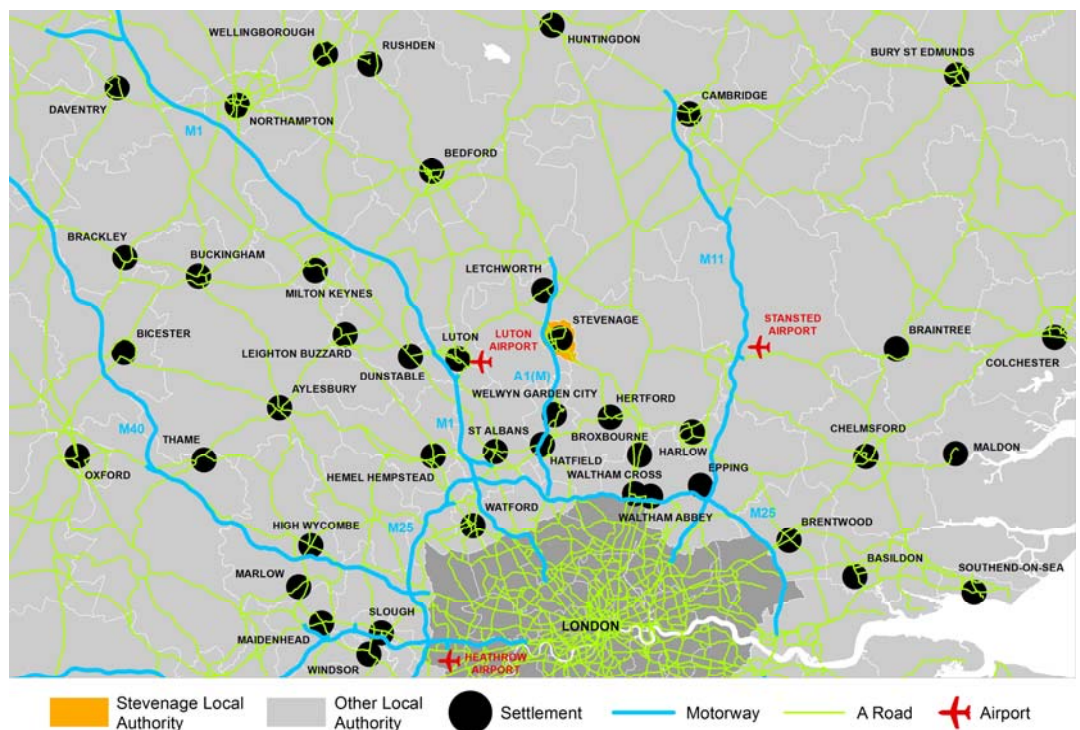 WELLINGBOROUGH
RUSHDEN
HUNTINGDON
BURY ST EDMUNDS
DAVENTRY
NORTHAMPTON
CAMBRIDGE
M1
BEDFORD
BRACKLEY
BUCKINGHAM
MILTON KEYNES
LETCHWORTH
M11
STEVENAGE
STANSTED
AIRPORT
BICESTER
LEIGHTON BUZZARD
LUTON
LUTON
AIRPORT
BRAINTREE
COLCHESTER
DUNSTABLE
A1(M)
AYLESBURY
WELWYN GARDEN CITY
HERTFORD
M40
THAME
M1
ST ALBANS
BROXBOURNE
CHELMSFORD
MALDON
OXFORD
HEMEL HEMPSTEAD
HATFIELD
HARLOW
WALTHAM CROSS
EPPING
HIGH WYCOMBE
M25
WATFORD
WALTHAM ABBEY
M25
BRENTWOOD
MARLOW
BASILDON
SOUTHEND-ON-SEA
SLOUGH
LONDON
MAIDENHEAD
WINDSOR
HEATHROW
AIRPORT
Stevenage Local
Authority
Other Local
Authority
Settlement
Motorway
A Road
Airport